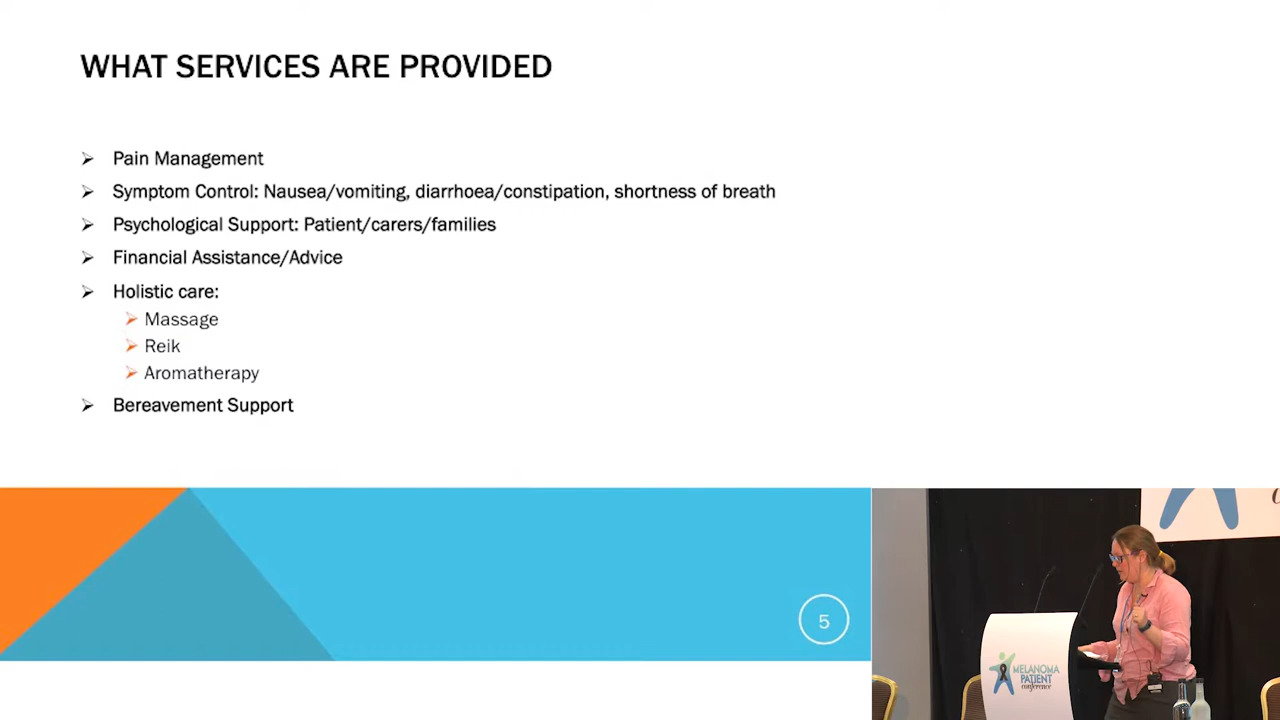 WHAT SERVICES ARE PROVIDED
Pain Management
Symptom Control: Nausea/vomiting, diarrhoea/constipation, shortness of breath
Psychological Support: Patient/carers/families
Financial Assistance/Advice
Holistic care:
Massage
Reik
Aromatherapy
Bereavement Support
5
MELANOMA
PATIENT
conference